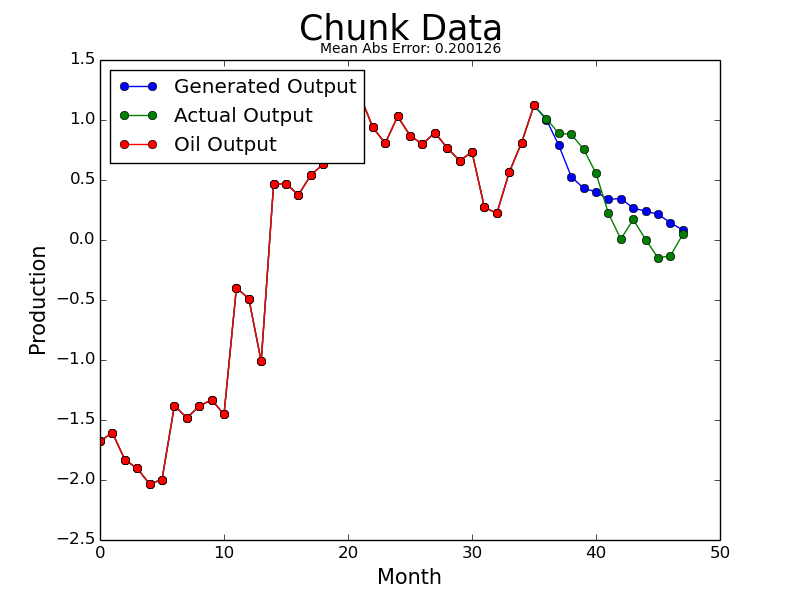 Chunk Data
Mean Abs Error: 0.200126
Generated Output
Actual Output
Oil Output
1.5
1.0
0.5
0.0
−0.5
−1.0
−1.5
−2.0
−2.5
Production
0 10 20 30 40 50
Month